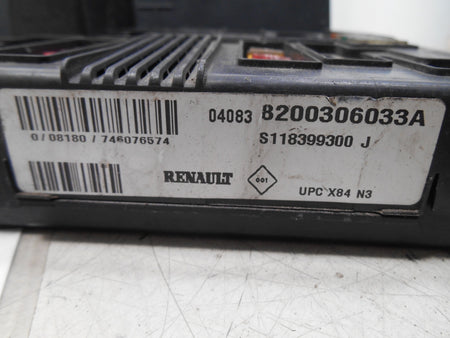 04083 8200306033A
0/08180/746076574
S118399300 J
RENAULT
001
UPC X84 N3